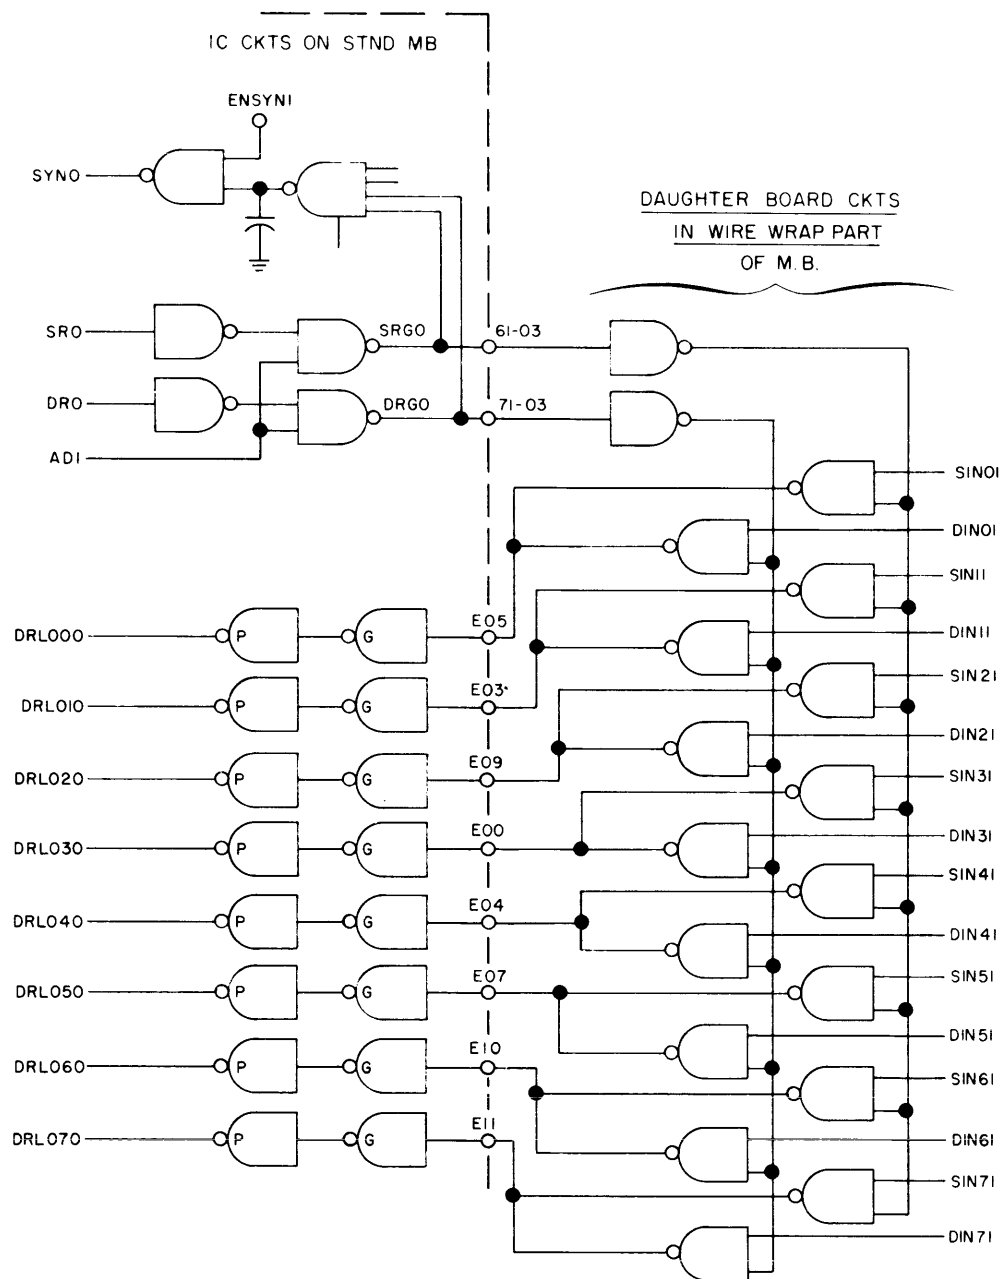 IC CKTS ON STND MB
ENSYN1
SYN0
DAUGHTER BOARD CKTS
IN WIRE WRAP PART
OF M.B.
SR0
SRG0
61-03
DR0
DRG0
71-03
AD1
SIN01
DIN01
SIN11
DRL000
P
G
E05
DIN11
SIN21
DRL010
P
G
E03
DIN21
DRL020
P
G
E09
SIN31
DIN31
DRL030
P
G
E00
SIN41
DRL040
P
G
E04
DIN41
SIN51
DRL050
P
G
E07
DIN51
DRL060
P
G
E10
SIN61
DRL070
P
G
E11
DIN61
SIN71
DIN71